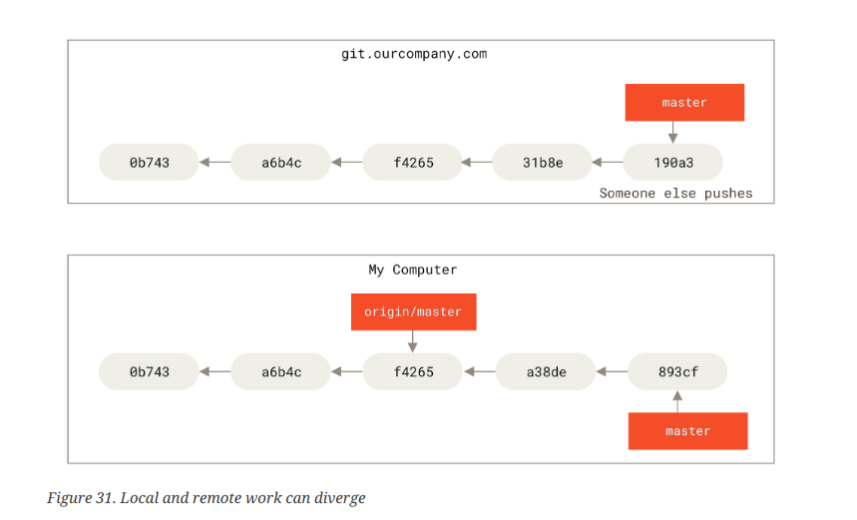 git.ourcompany.com
master
0b743 a6b4c f4265 31b8e 190a3
Someone else pushes
My Computer
origin/master
0b743 a6b4c f4265 a38de 893cf
master
Figure 31. Local and remote work can diverge